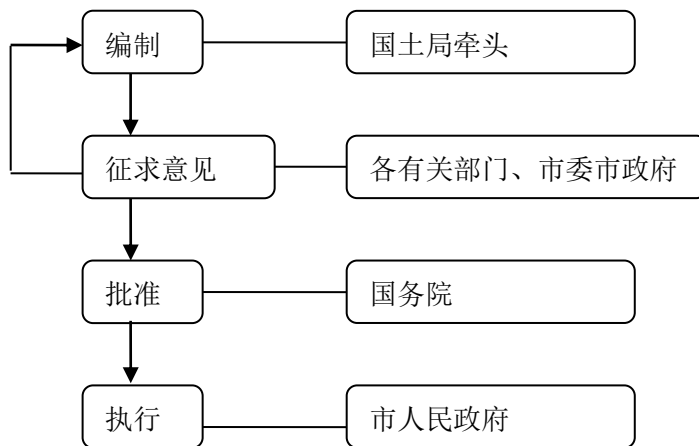 编制
国土局牵头
征求意见
各有关部门、市委市政府
批准
国务院
执行
市人民政府